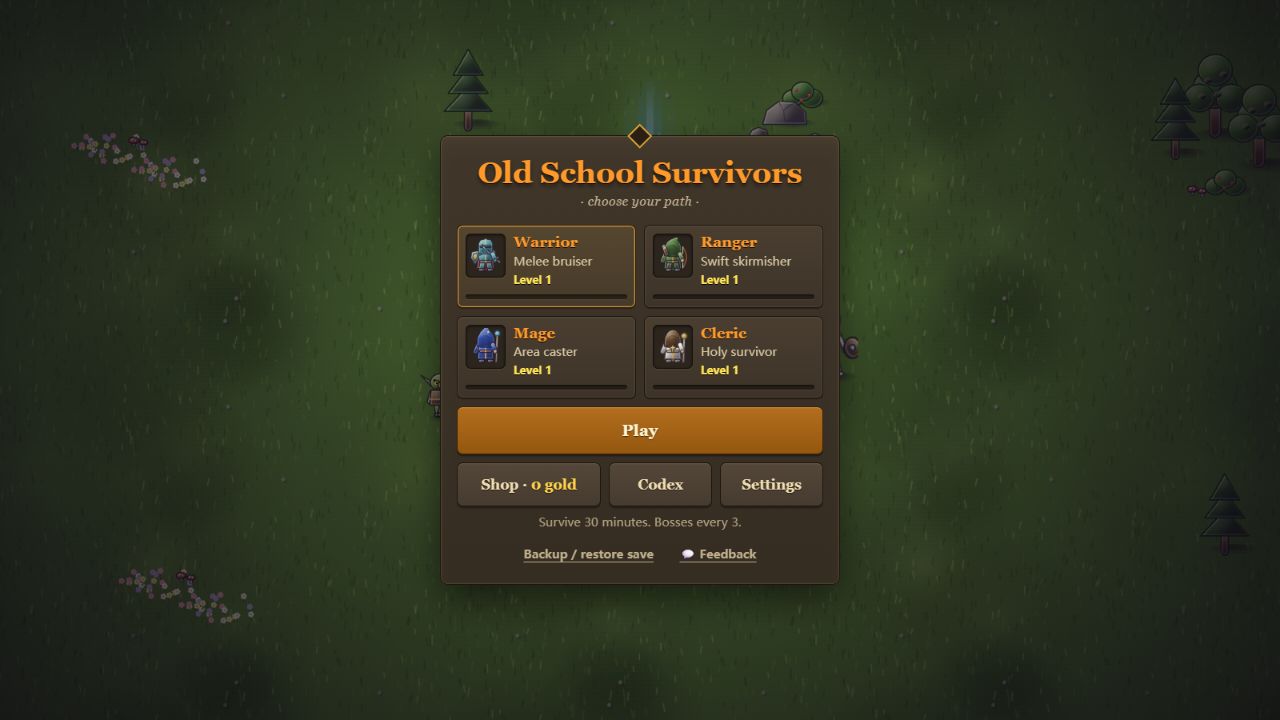 Old School Survivors
· choose your path ·
Warrior
Melee bruiser
Level 1
Ranger
Swift skirmisher
Level 1
Mage
Area caster
Level 1
Cleric
Holy survivor
Level 1
Play
Shop · 0 gold
Codex
Settings
Survive 30 minutes. Bosses every 3.
Backup / restore save
Feedback